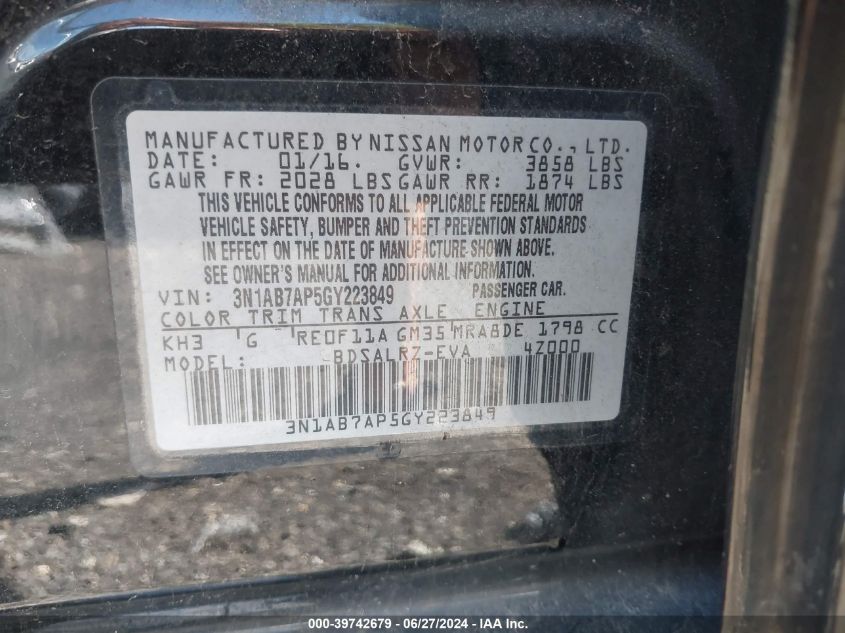 MANUFACTURED BY NISSAN MOTOR CO., LTD.
DATE: 01/16. GVWR: 3858 LBS
GAWR FR: 2028 LBS GAWR RR: 1874 LBS
THIS VEHICLE CONFORMS TO ALL APPLICABLE FEDERAL MOTOR
VEHICLE SAFETY, BUMPER AND THEFT PREVENTION STANDARDS
IN EFFECT ON THE DATE OF MANUFACTURE SHOWN ABOVE.
SEE OWNER'S MANUAL FOR ADDITIONAL INFORMATION.
VIN: 3N1AB7AP5GY223849 PASSENGER CAR.
COLOR TRIM TRANS AXLE ENGINE
KH3 G RE0F11A GM35 MRA8DE 1798 CC
MODEL: BDSALRZ-EVA 4Z000
3N1AB7AP5GY223849
000-39742679 | 06/27/2024 - IAA, Inc.